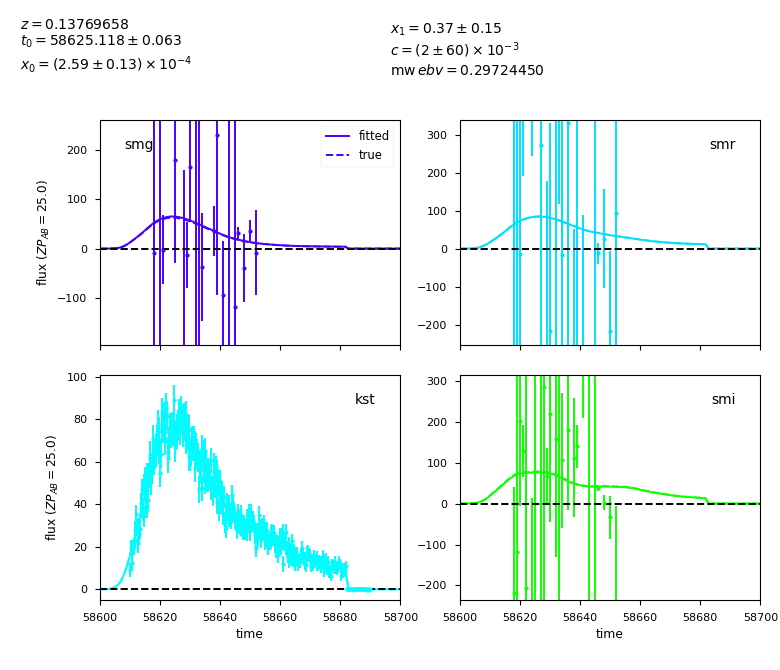 z = 0.13769658
t₀ = 58625.118 ± 0.063
x₀ = (2.59 ± 0.13) × 10⁻⁴
x₁ = 0.37 ± 0.15
c = (2 ± 60) × 10⁻³
mw ebv = 0.29724450
smg
fitted
true
200
100
0
−100
flux (ZP_AB = 25.0)
smr
300
200
100
0
−100
−200
kst
100
80
60
40
20
0
flux (ZP_AB = 25.0)
58600 58620 58640 58660 58680 58700
time
smi
300
200
100
0
−100
−200
58600 58620 58640 58660 58680 58700
time